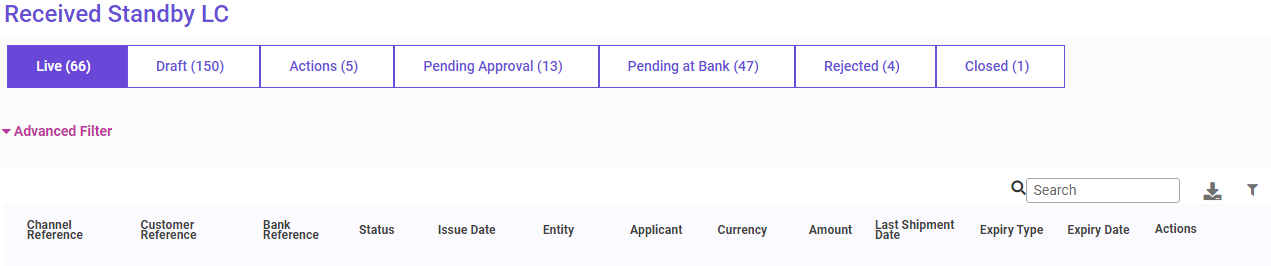 Received Standby LC
Live (66) Draft (150) Actions (5) Pending Approval (13) Pending at Bank (47) Rejected (4) Closed (1)
Advanced Filter
Search
Channel Reference Customer Reference Bank Reference Status Issue Date Entity Applicant Currency Amount Last Shipment Date Expiry Type Expiry Date Actions